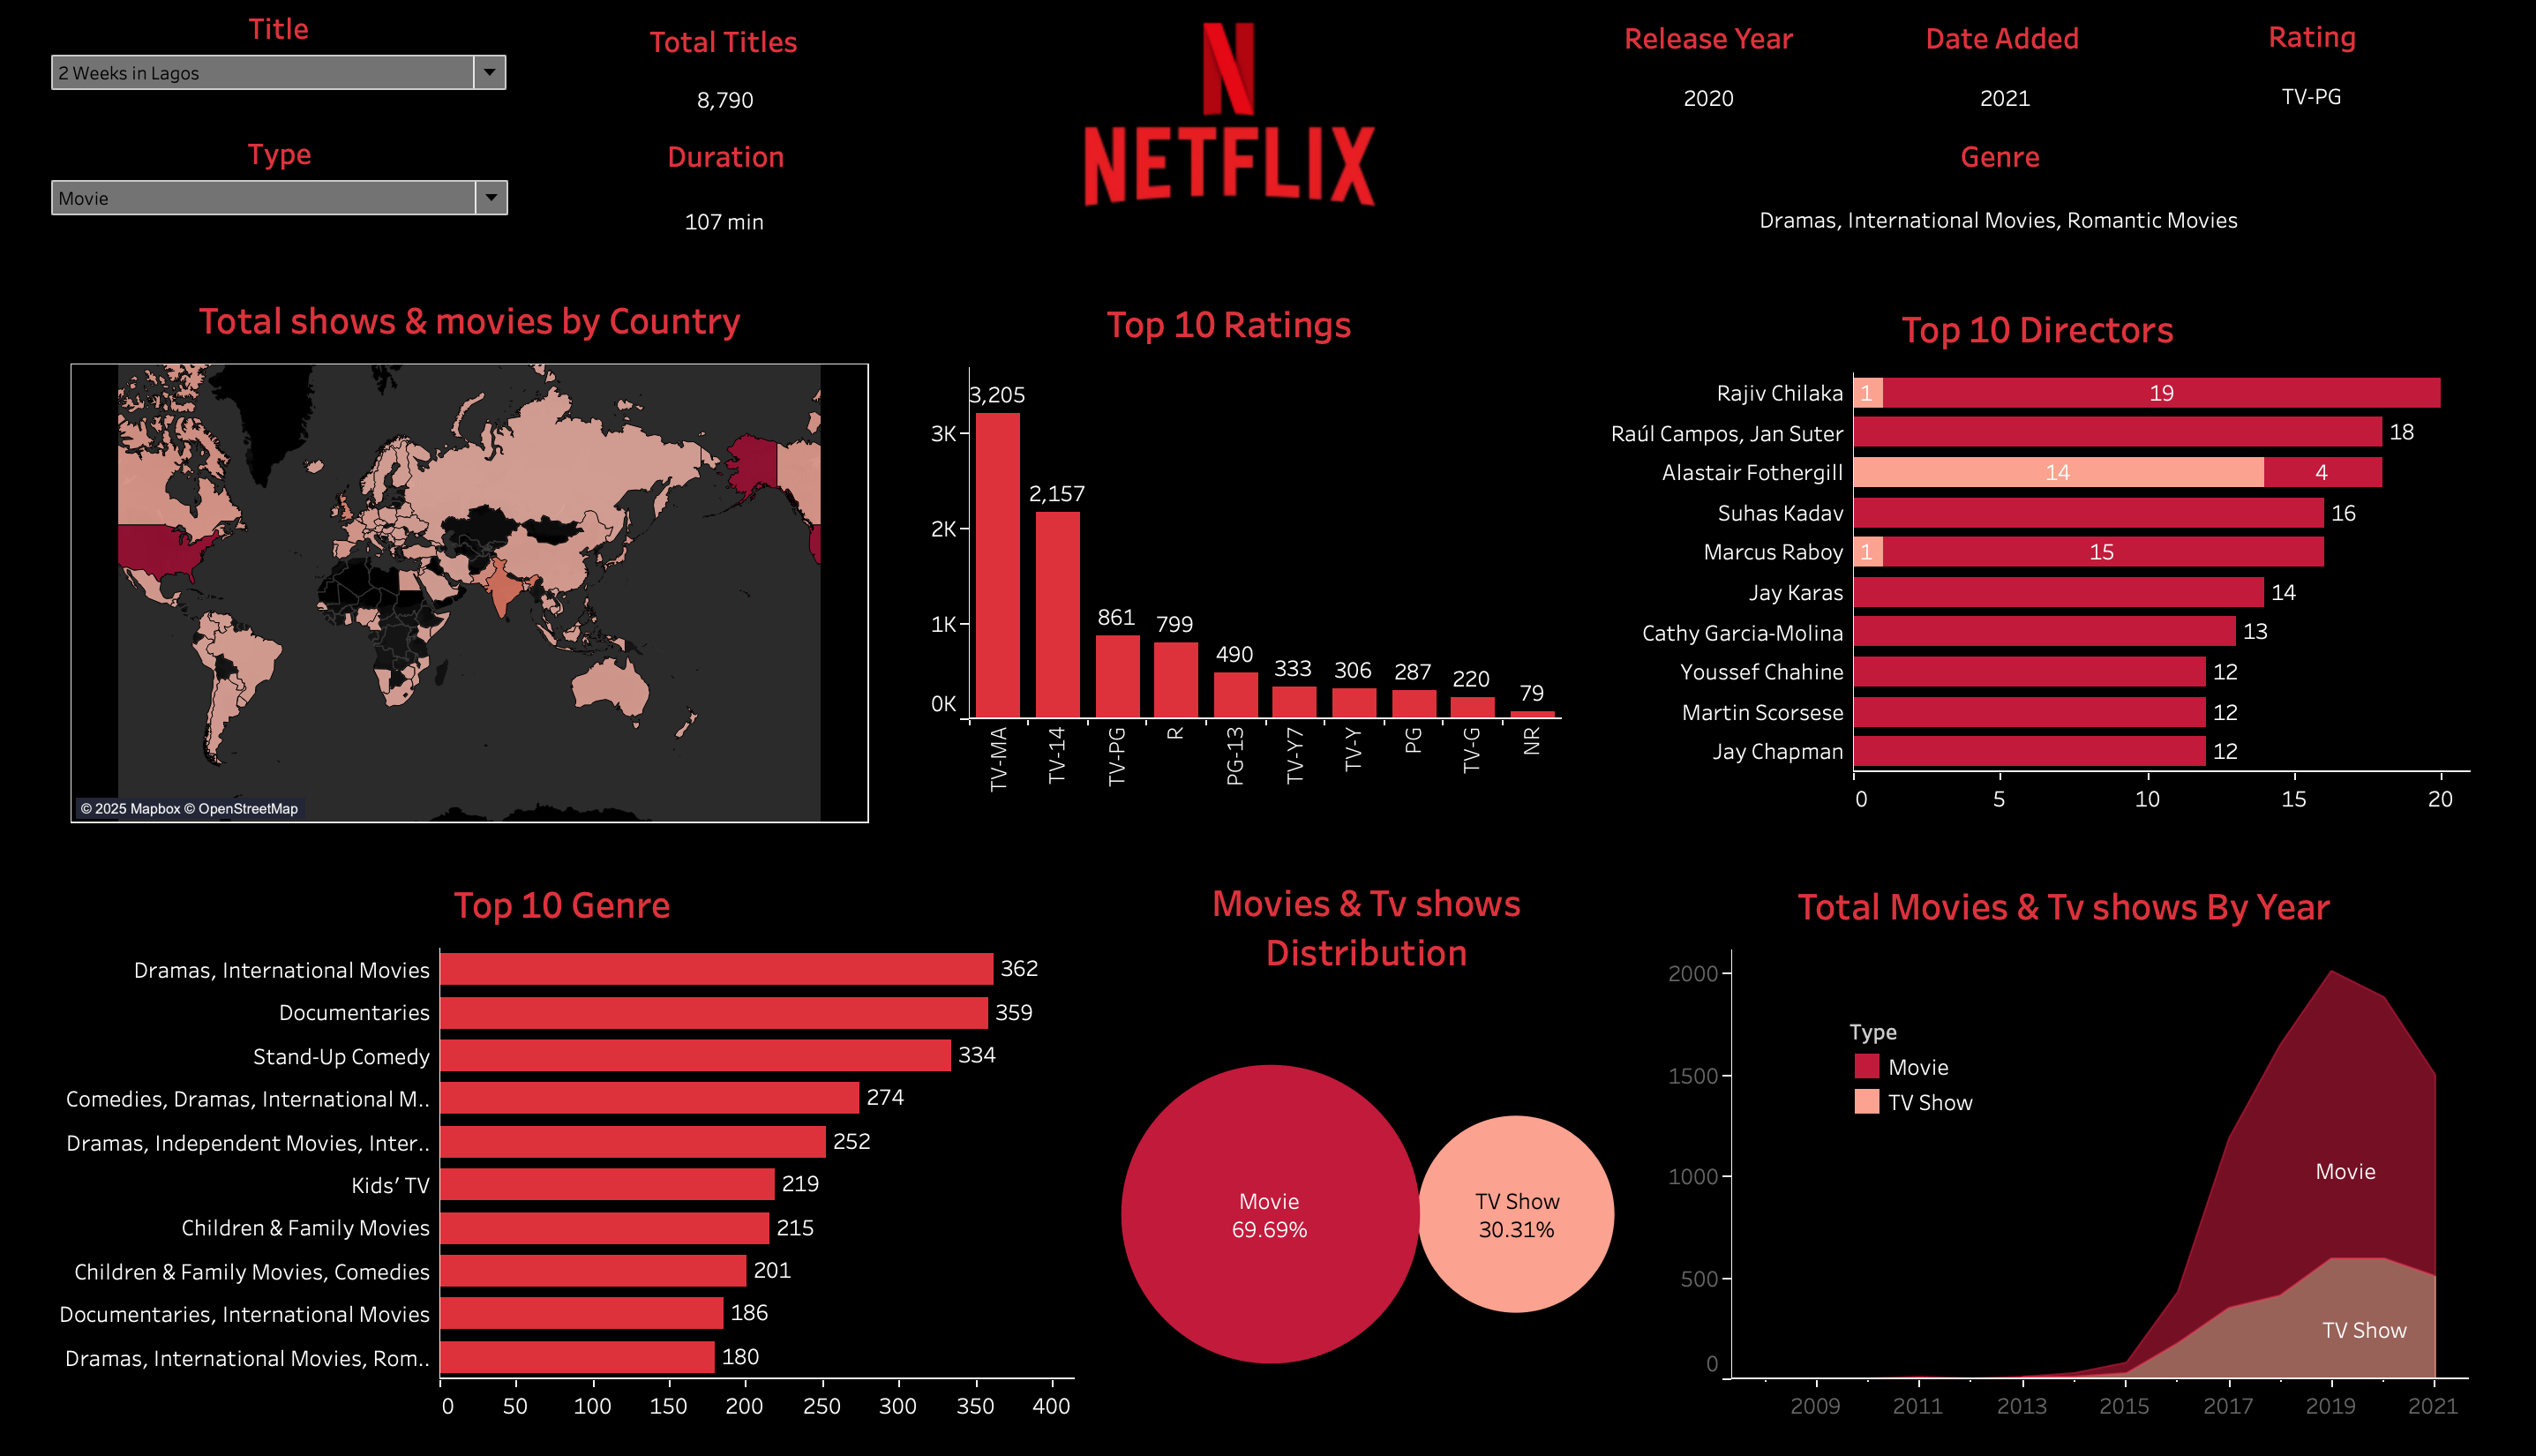 Title
2 Weeks in Lagos
Type
Movie
Total Titles
8,790
Duration
107 min
N
NETFLIX
Release Year
2020
Date Added
2021
Rating
TV-PG
Genre
Dramas, International Movies, Romantic Movies
Total shows & movies by Country
© 2025 Mapbox © OpenStreetMap
Top 10 Ratings
3K
2K
1K
0K
3,205
2,157
861
799
490
333
306
287
220
79
TV-MA
TV-14
TV-PG
R
PG-13
TV-Y7
TV-Y
PG
TV-G
NR
Top 10 Directors
Rajiv Chilaka 1 19
Raúl Campos, Jan Suter 18
Alastair Fothergill 14 4
Suhas Kadav 16
Marcus Raboy 1 15
Jay Karas 14
Cathy Garcia-Molina 13
Youssef Chahine 12
Martin Scorsese 12
Jay Chapman 12
0 5 10 15 20
Top 10 Genre
Dramas, International Movies 362
Documentaries 359
Stand-Up Comedy 334
Comedies, Dramas, International M.. 274
Dramas, Independent Movies, Inter.. 252
Kids’ TV 219
Children & Family Movies 215
Children & Family Movies, Comedies 201
Documentaries, International Movies 186
Dramas, International Movies, Rom.. 180
0 50 100 150 200 250 300 350 400
Movies & Tv shows
Distribution
Movie
69.69%
TV Show
30.31%
Total Movies & Tv shows By Year
2000
1500
1000
500
0
Type
Movie
TV Show
Movie
TV Show
2009 2011 2013 2015 2017 2019 2021